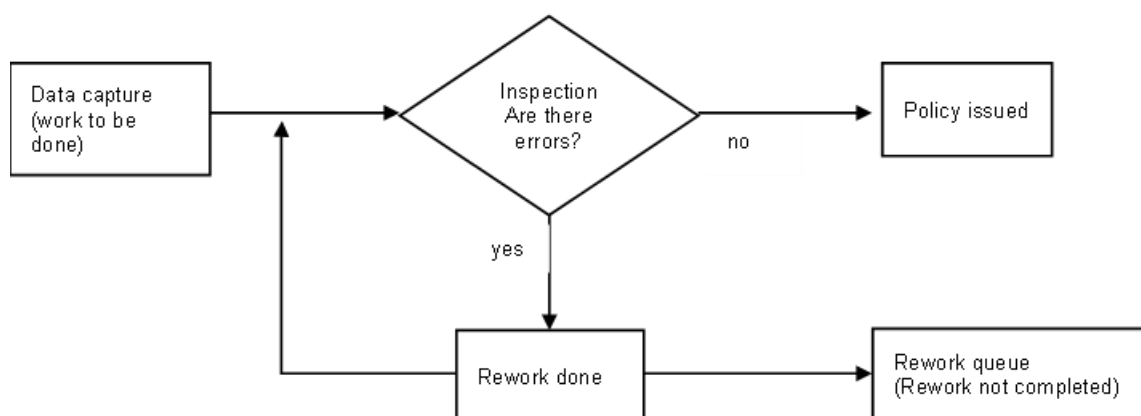 Data capture
(work to be
done)
Inspection
Are there
errors?
no
Policy issued
yes
Rework done
Rework queue
(Rework not completed)